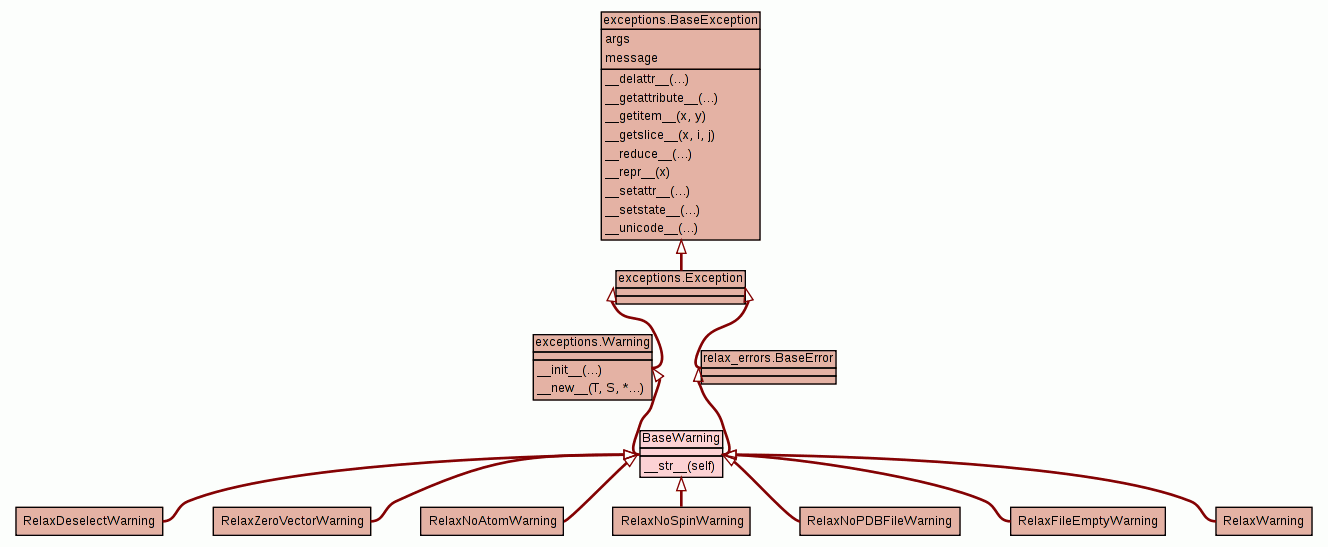 exceptions.BaseException
args
message
__delattr__(...)
__getattribute__(...)
__getitem__(x, y)
__getslice__(x, i, j)
__reduce__(...)
__repr__(x)
__setattr__(...)
__setstate__(...)
__unicode__(...)
exceptions.Exception
exceptions.Warning
__init__(...)
__new__(T, S, *...)
relax_errors.BaseError
BaseWarning
__str__(self)
RelaxDeselectWarning
RelaxZeroVectorWarning
RelaxNoAtomWarning
RelaxNoSpinWarning
RelaxNoPDBFileWarning
RelaxFileEmptyWarning
RelaxWarning